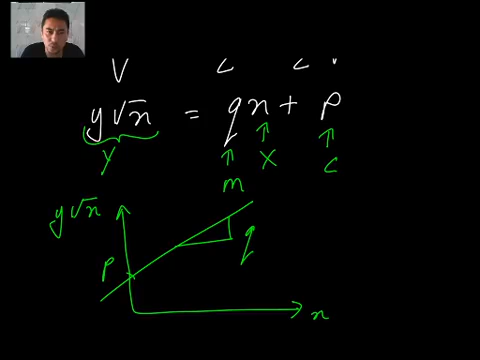 V C C
y√x = qx + p
Y m X C
y√x
p
q
x